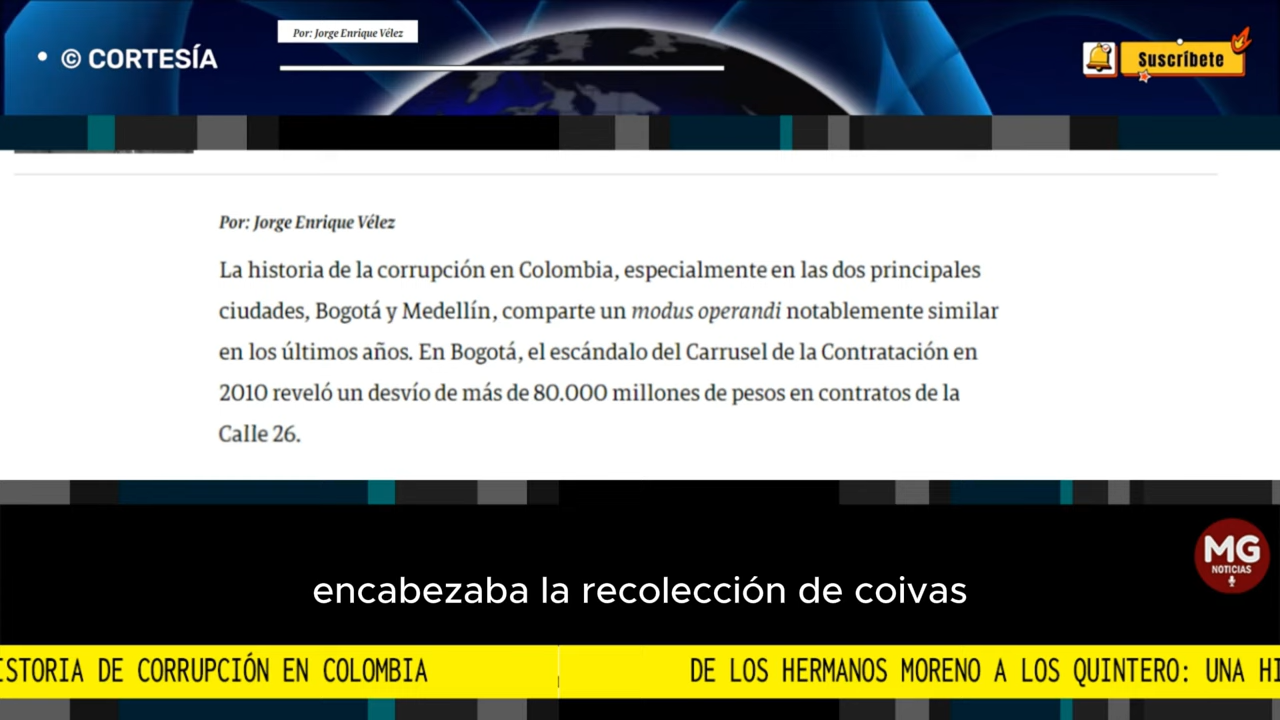 • © CORTESÍA
Por: Jorge Enrique Vélez
Suscríbete
Por: Jorge Enrique Vélez
La historia de la corrupción en Colombia, especialmente en las dos principales
ciudades, Bogotá y Medellín, comparte un modus operandi notablemente similar
en los últimos años. En Bogotá, el escándalo del Carrusel de la Contratación en
2010 reveló un desvío de más de 80.000 millones de pesos en contratos de la
Calle 26.
MG
NOTICIAS
encabezaba la recolección de coivas
ISTORIA DE CORRUPCIÓN EN COLOMBIA
DE LOS HERMANOS MORENO A LOS QUINTERO: UNA HI